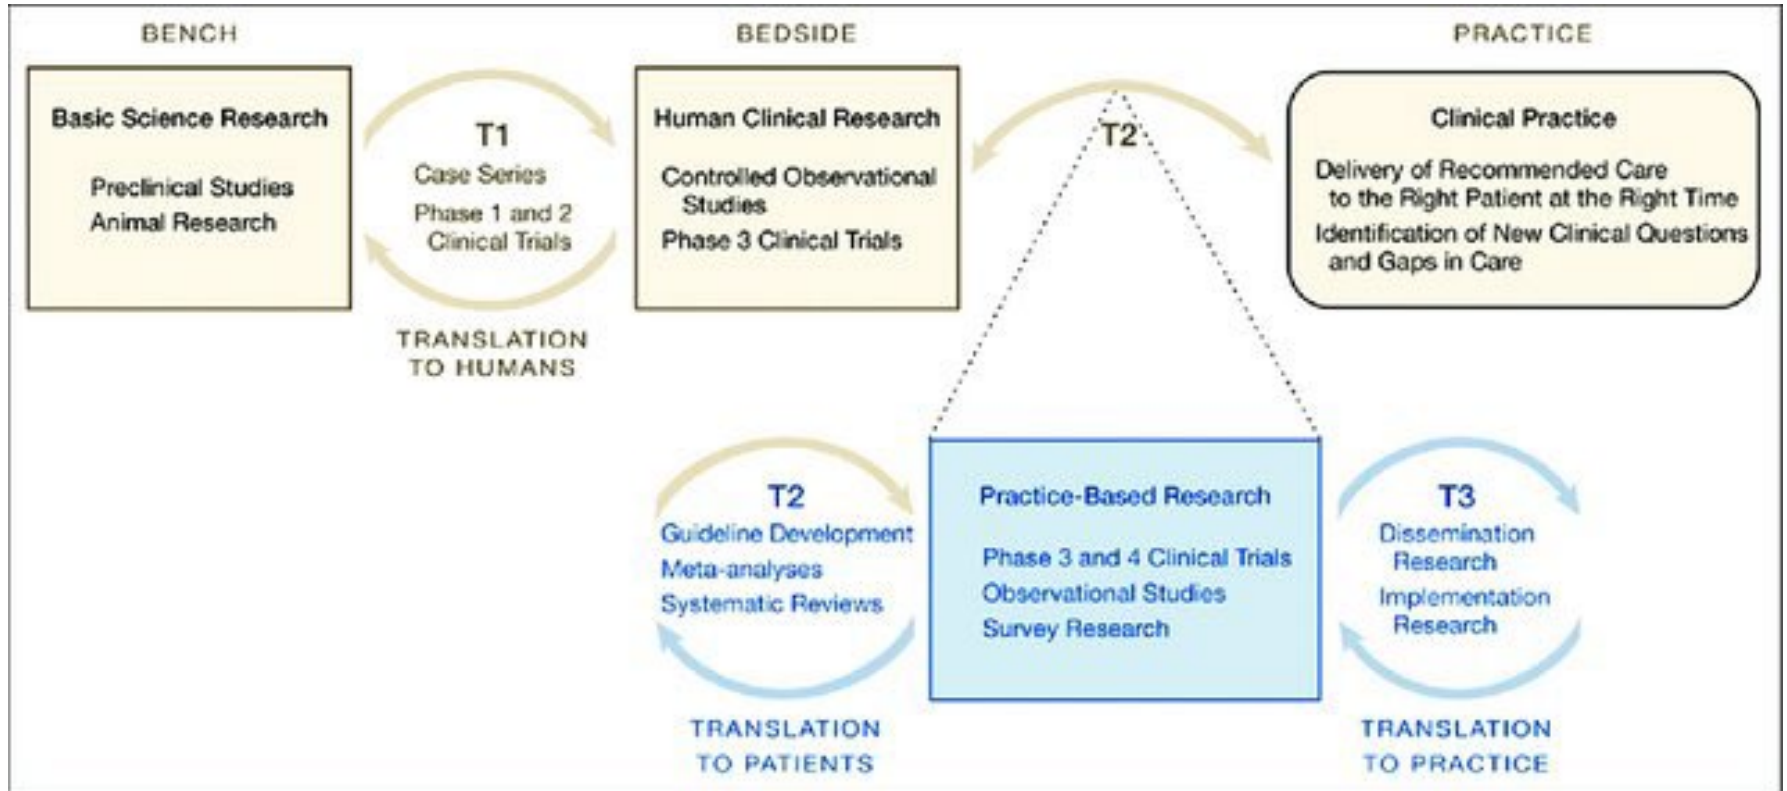 BENCH
BEDSIDE
PRACTICE
Basic Science Research
Preclinical Studies
Animal Research
T1
Case Series
Phase 1 and 2
Clinical Trials
TRANSLATION
TO HUMANS
Human Clinical Research
Controlled Observational
Studies
Phase 3 Clinical Trials
T2
Clinical Practice
Delivery of Recommended Care
to the Right Patient at the Right Time
Identification of New Clinical Questions
and Gaps in Care
T2
Guideline Development
Meta-analyses
Systematic Reviews
TRANSLATION
TO PATIENTS
Practice-Based Research
Phase 3 and 4 Clinical Trials
Observational Studies
Survey Research
T3
Dissemination
Research
Implementation
Research
TRANSLATION
TO PRACTICE